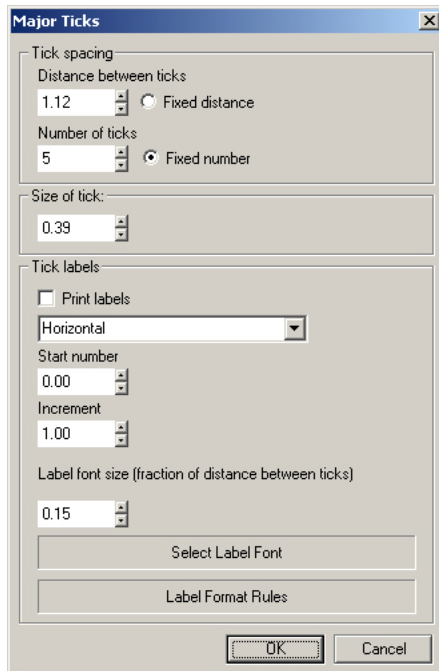 Major Ticks
Tick spacing
Distance between ticks
1.12 Fixed distance
Number of ticks
5 Fixed number
Size of tick:
0.39
Tick labels
Print labels
Horizontal
Start number
0.00
Increment
1.00
Label font size (fraction of distance between ticks)
0.15
Select Label Font
Label Format Rules
OK Cancel